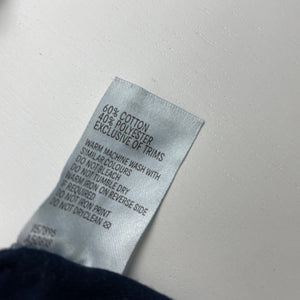 60% COTTON
40% POLYESTER
EXCLUSIVE OF TRIMS
WARM MACHINE WASH WITH
SIMILAR COLOURS
DO NOT BLEACH
DO NOT TUMBLE DRY
WARM IRON ON REVERSE SIDE
IF REQUIRED
DO NOT IRON PRINT
DO NOT DRYCLEAN